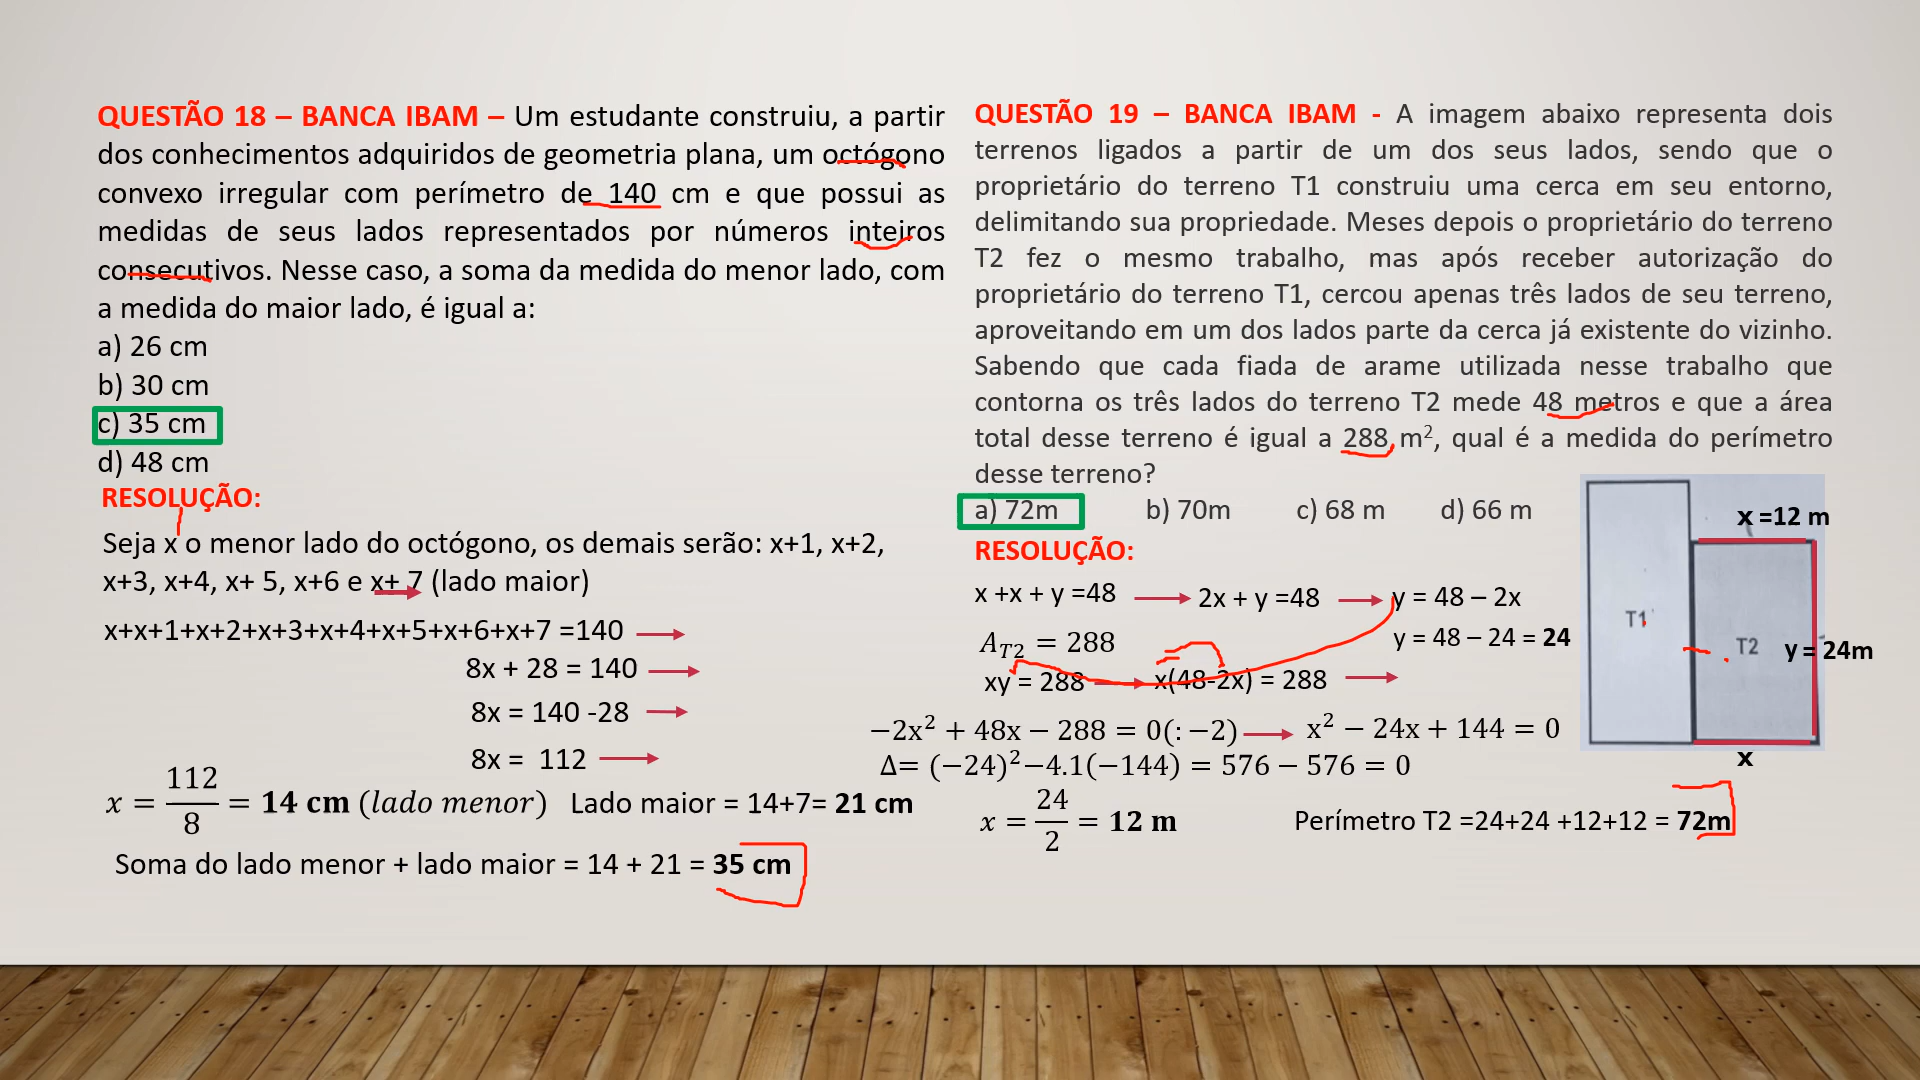 QUESTÃO 18 – BANCA IBAM – Um estudante construiu, a partir
dos conhecimentos adquiridos de geometria plana, um octógono
convexo irregular com perímetro de 140 cm e que possui as
medidas de seus lados representados por números inteiros
consecutivos. Nesse caso, a soma da medida do menor lado, com
a medida do maior lado, é igual a:
a) 26 cm
b) 30 cm
c) 35 cm
d) 48 cm
RESOLUÇÃO:
Seja x o menor lado do octógono, os demais serão: x+1, x+2,
x+3, x+4, x+ 5, x+6 e x+ 7 (lado maior)
x+x+1+x+2+x+3+x+4+x+5+x+6+x+7 =140
8x + 28 = 140
8x = 140 -28
8x = 112
x = 112/8 = 14 cm (lado menor) Lado maior = 14+7= 21 cm
Soma do lado menor + lado maior = 14 + 21 = 35 cm
QUESTÃO 19 – BANCA IBAM - A imagem abaixo representa dois
terrenos ligados a partir de um dos seus lados, sendo que o
proprietário do terreno T1 construiu uma cerca em seu entorno,
delimitando sua propriedade. Meses depois o proprietário do terreno
T2 fez o mesmo trabalho, mas após receber autorização do
proprietário do terreno T1, cercou apenas três lados de seu terreno,
aproveitando em um dos lados parte da cerca já existente do vizinho.
Sabendo que cada fiada de arame utilizada nesse trabalho que
contorna os três lados do terreno T2 mede 48 metros e que a área
total desse terreno é igual a 288 m², qual é a medida do perímetro
desse terreno?
a) 72m b) 70m c) 68 m d) 66 m
RESOLUÇÃO:
x +x + y =48 2x + y =48 y = 48 – 2x
A_T2 = 288 y = 48 – 24 = 24
xy = 288 x(48-2x) = 288
−2x² + 48x − 288 = 0(: −2) x² − 24x + 144 = 0
Δ= (−24)²−4.1(−144) = 576 − 576 = 0
x = 24/2 = 12 m Perímetro T2 =24+24 +12+12 = 72m
x =12 m
T1
T2
y = 24m
x